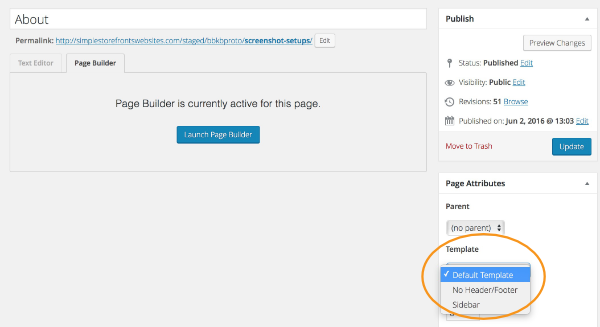 About
Permalink: http://simplestorefrontswebsites.com/staged/bbkbproto/screenshot-setups/ Edit
Text Editor Page Builder
Page Builder is currently active for this page.
Launch Page Builder
Publish
Preview Changes
Status: Published Edit
Visibility: Public Edit
Revisions: 51 Browse
Published on: Jun 2, 2016 @ 13:03 Edit
Move to Trash Update
Page Attributes
Parent
(no parent)
Template
Default Template
No Header/Footer
Sidebar